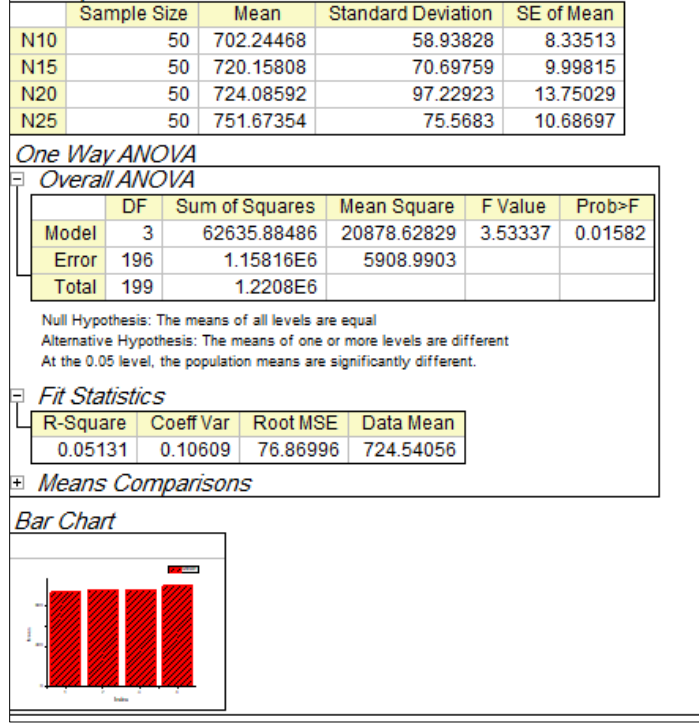 Sample Size Mean Standard Deviation SE of Mean
N10 50 702.24468 58.93828 8.33513
N15 50 720.15808 70.69759 9.99815
N20 50 724.08592 97.22923 13.75029
N25 50 751.67354 75.5683 10.68697
One Way ANOVA
Overall ANOVA
DF Sum of Squares Mean Square F Value Prob>F
Model 3 62635.88486 20878.62829 3.53337 0.01582
Error 196 1.15816E6 5908.9903
Total 199 1.2208E6
Null Hypothesis: The means of all levels are equal
Alternative Hypothesis: The means of one or more levels are different
At the 0.05 level, the population means are significantly different.
Fit Statistics
R-Square Coeff Var Root MSE Data Mean
0.05131 0.10609 76.86996 724.54056
Means Comparisons
Bar Chart
Index